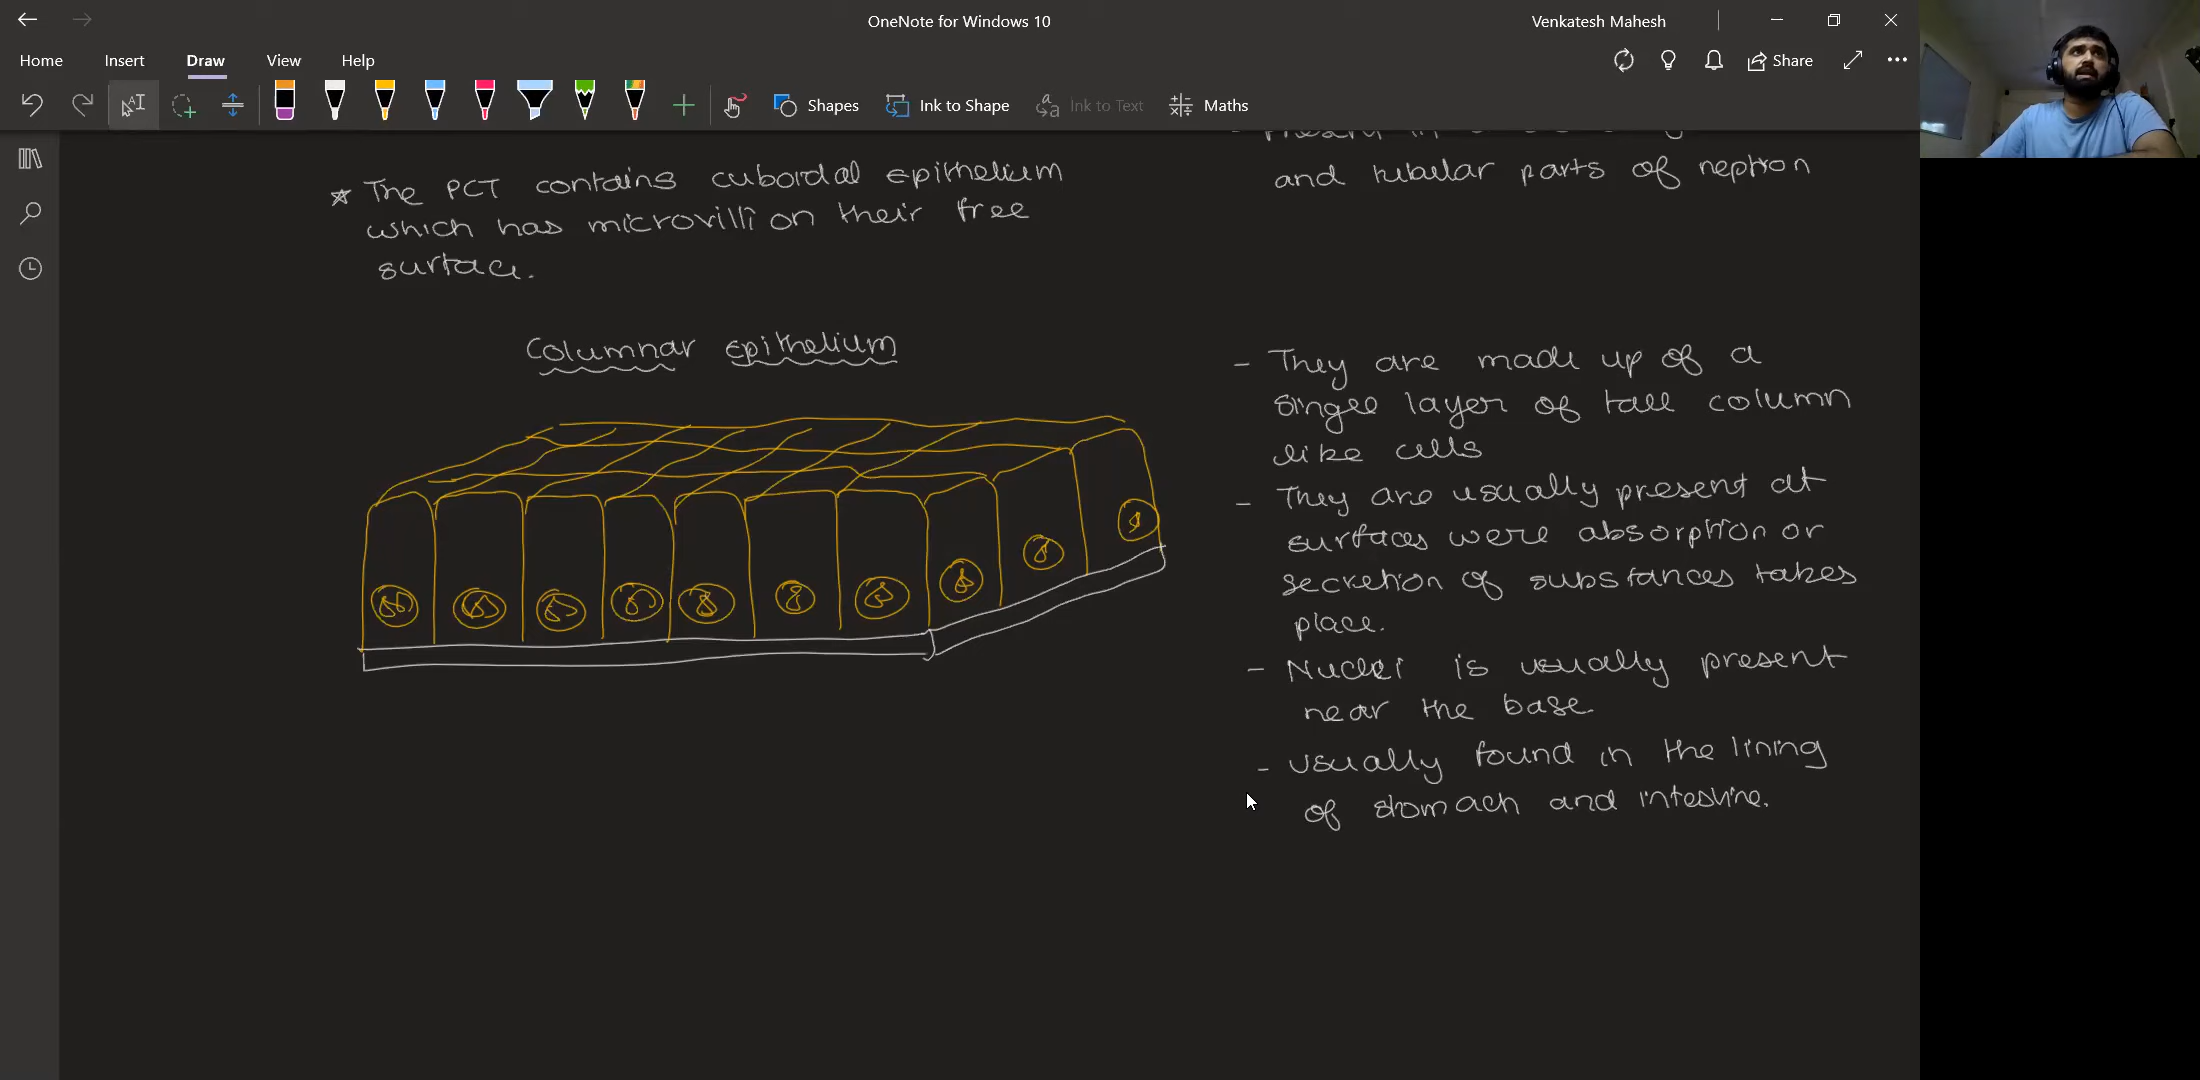 OneNote for Windows 10
Venkatesh Mahesh
Home Insert Draw View Help
Share
Shapes Ink to Shape Ink to Text Maths
Present in
and tubular parts of nephron
☆ The PCT contains cuboidal epithelium
which has microvilli on their free
surface.
Columnar Epithelium
- They are made up of a
single layer of tall column
like cells
- They are usually present at
surfaces were absorption or
secretion of substances takes
place.
- Nuclei is usually present
near the base.
- Usually found in the lining
of stomach and intestine.